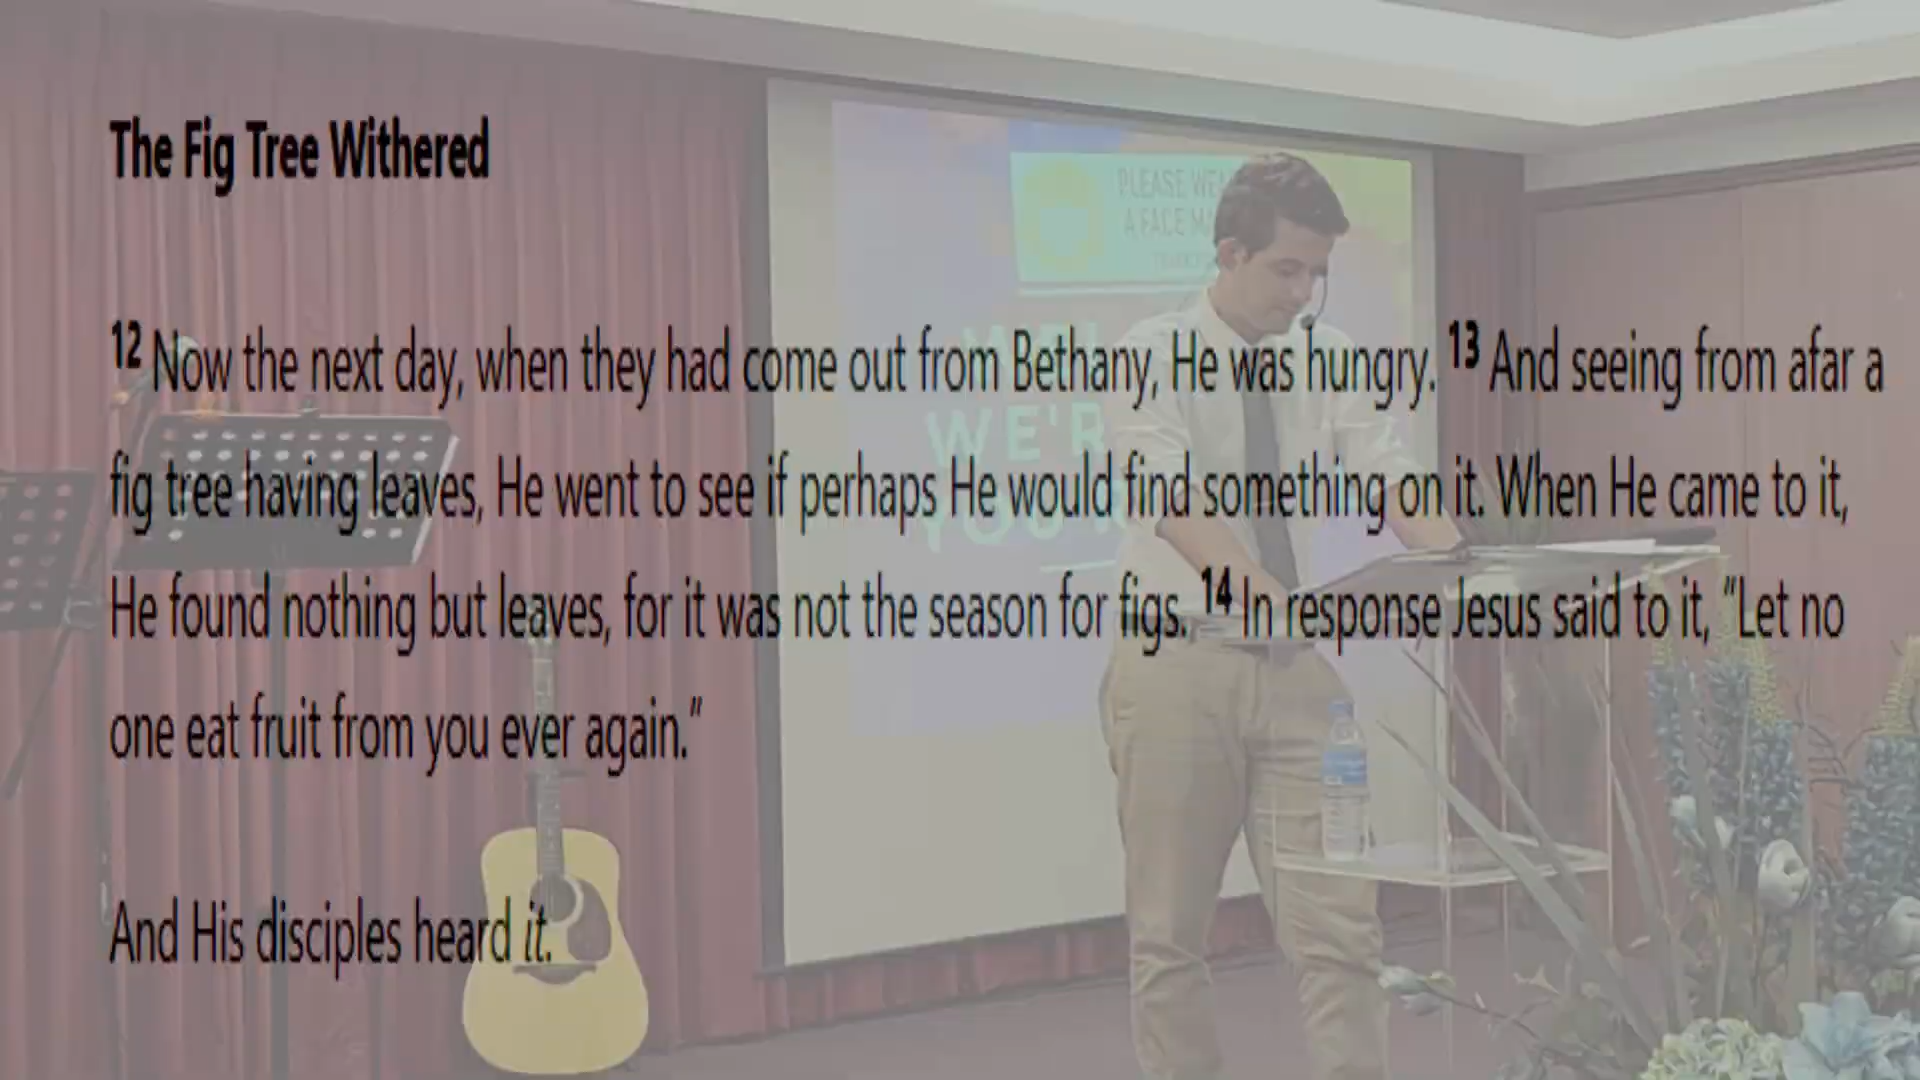 The Fig Tree Withered
12 Now the next day, when they had come out from Bethany, He was hungry. 13 And seeing from afar a
fig tree having leaves, He went to see if perhaps He would find something on it. When He came to it,
He found nothing but leaves, for it was not the season for figs. 14 In response Jesus said to it, “Let no
one eat fruit from you ever again.”
And His disciples heard it.
PLEASE
A FACE
WE'R